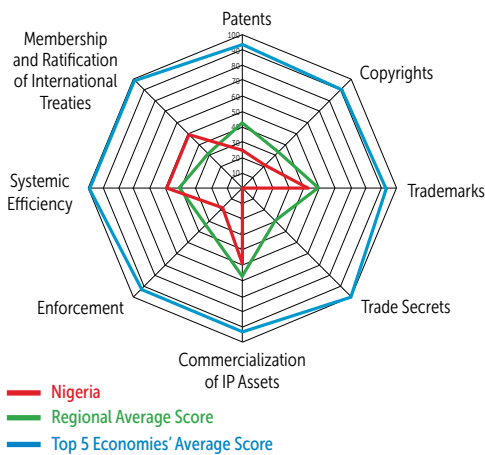 Patents
Membership
and Ratification
of International
Treaties
Copyrights
100
90
80
70
60
50
40
30
20
10
Systemic
Efficiency
Trademarks
Enforcement
Trade Secrets
Commercialization
of IP Assets
Nigeria
Regional Average Score
Top 5 Economies’ Average Score